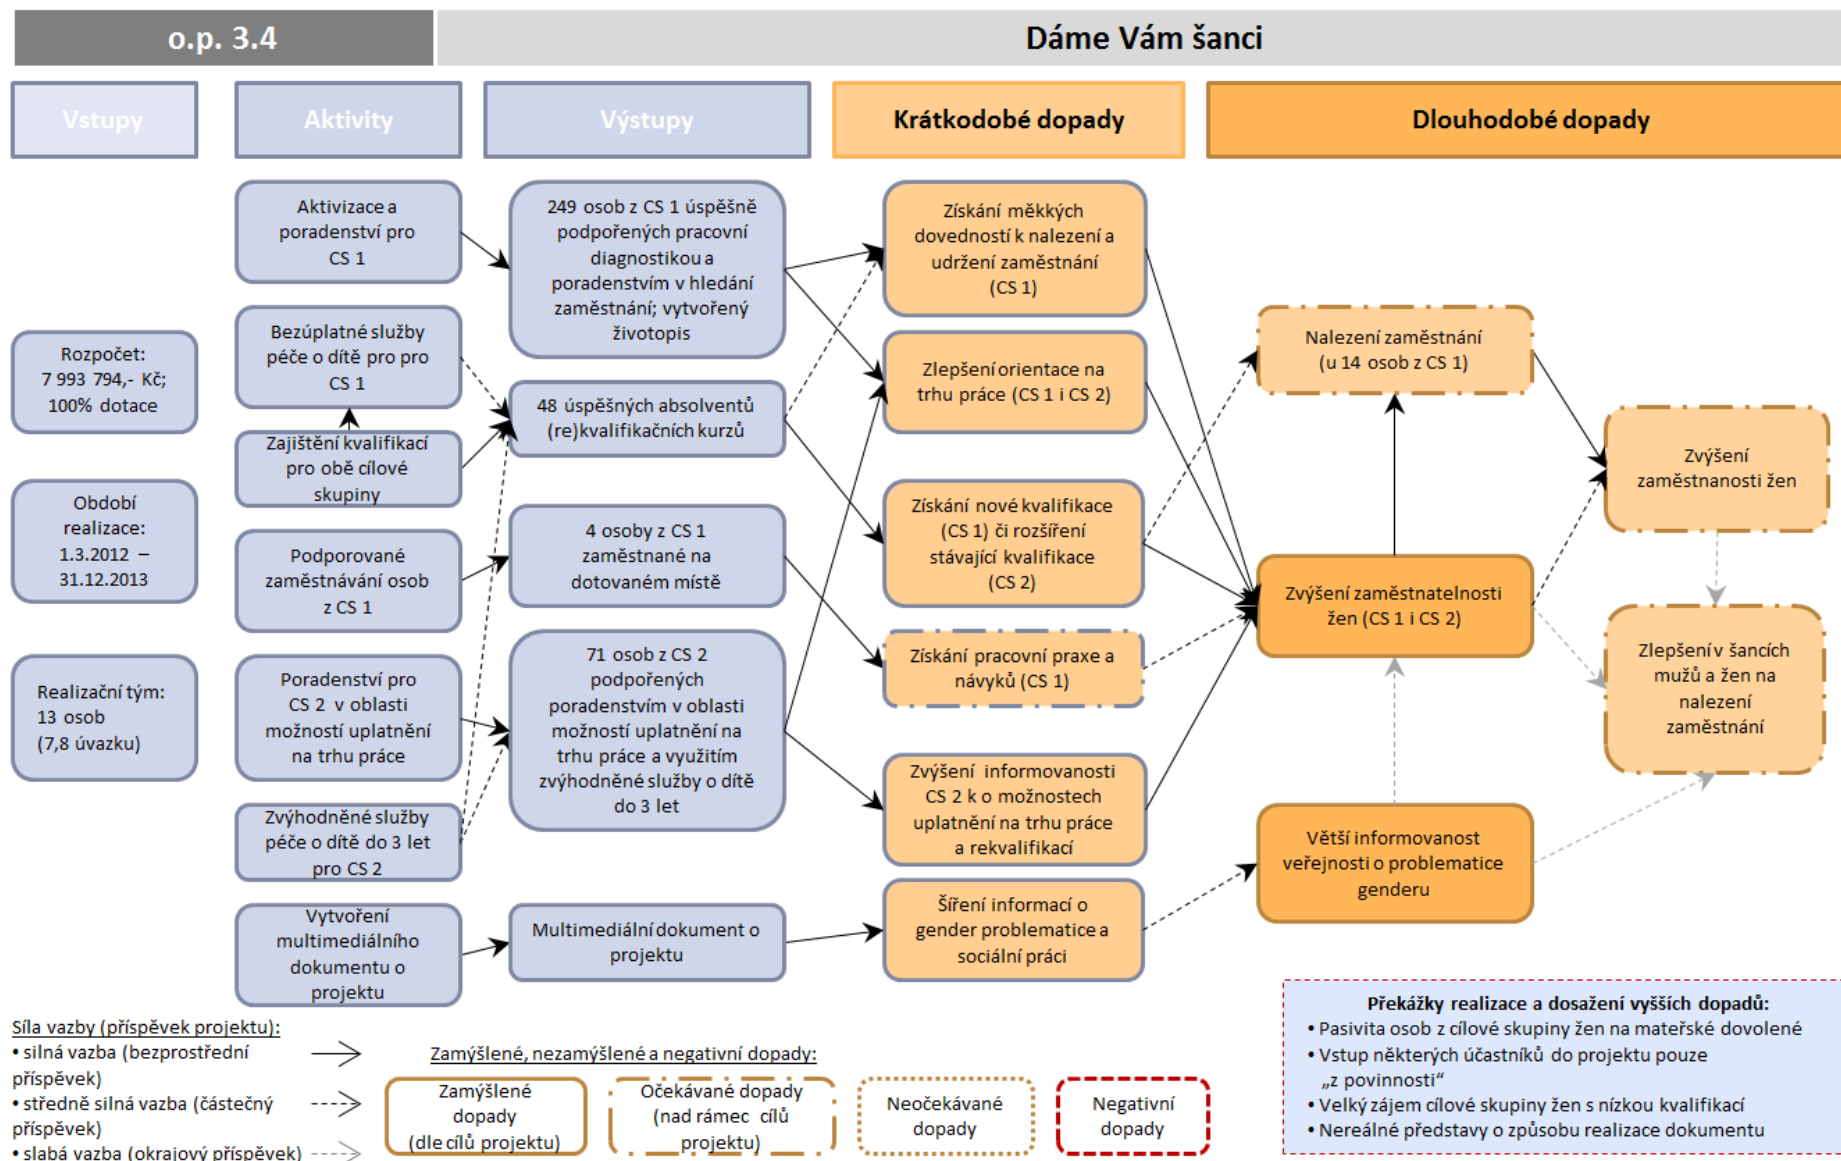 o.p. 3.4
Dáme Vám šanci
Vstupy
Aktivity
Výstupy
Krátkodobé dopady
Dlouhodobé dopady
Rozpočet:
7 993 794,- Kč;
100% dotace
Období
realizace:
1.3.2012 –
31.12.2013
Realizační tým:
13 osob
(7,8 úvazku)
Aktivizace a
poradenství pro
CS 1
Bezúplatné služby
péče o dítě pro pro
CS 1
Zajištění kvalifikací
pro obě cílové
skupiny
Podporované
zaměstnávání osob
z CS 1
Poradenství pro
CS 2 v oblasti
možností uplatnění
na trhu práce
Zvýhodněné služby
péče o dítě do 3 let
pro CS 2
Vytvoření
multimediálního
dokumentu o
projektu
249 osob z CS 1 úspěšně
podpořených pracovní
diagnostikou a
poradenstvím v hledání
zaměstnání; vytvořený
životopis
48 úspěšných absolventů
(re)kvalifikačních kurzů
4 osoby z CS 1
zaměstnané na
dotovaném místě
71 osob z CS 2
podpořených
poradenstvím v oblasti
možností uplatnění na
trhu práce a využitím
zvýhodněné služby o dítě
do 3 let
Multimediální dokument o
projektu
Získání měkkých
dovedností k nalezení a
udržení zaměstnání
(CS 1)
Zlepšení orientace na
trhu práce (CS 1 i CS 2)
Získání nové kvalifikace
(CS 1) či rozšíření
stávající kvalifikace
(CS 2)
Získání pracovní praxe a
návyků (CS 1)
Zvýšení informovanosti
CS 2 k o možnostech
uplatnění na trhu práce
a rekvalifikací
Šíření informací o
gender problematice a
sociální práci
Nalezení zaměstnání
(u 14 osob z CS 1)
Zvýšení zaměstnatelnosti
žen (CS 1 i CS 2)
Větší informovanost
veřejnosti o problematice
genderu
Zvýšení
zaměstnanosti žen
Zlepšení v šancích
mužů a žen na
nalezení
zaměstnání
Síla vazby (příspěvek projektu):
• silná vazba (bezprostřední
příspěvek)
• středně silná vazba (částečný
příspěvek)
• slabá vazba (okrajový příspěvek)
Zamýšlené, nezamýšlené a negativní dopady:
Zamýšlené
dopady
(dle cílů projektu)
Očekávané dopady
(nad rámec cílů
projektu)
Neočekávané
dopady
Negativní
dopady
Překážky realizace a dosažení vyšších dopadů:
• Pasivita osob z cílové skupiny žen na mateřské dovolené
• Vstup některých účastníků do projektu pouze
„z povinnosti“
• Velký zájem cílové skupiny žen s nízkou kvalifikací
• Nereálné představy o způsobu realizace dokumentu